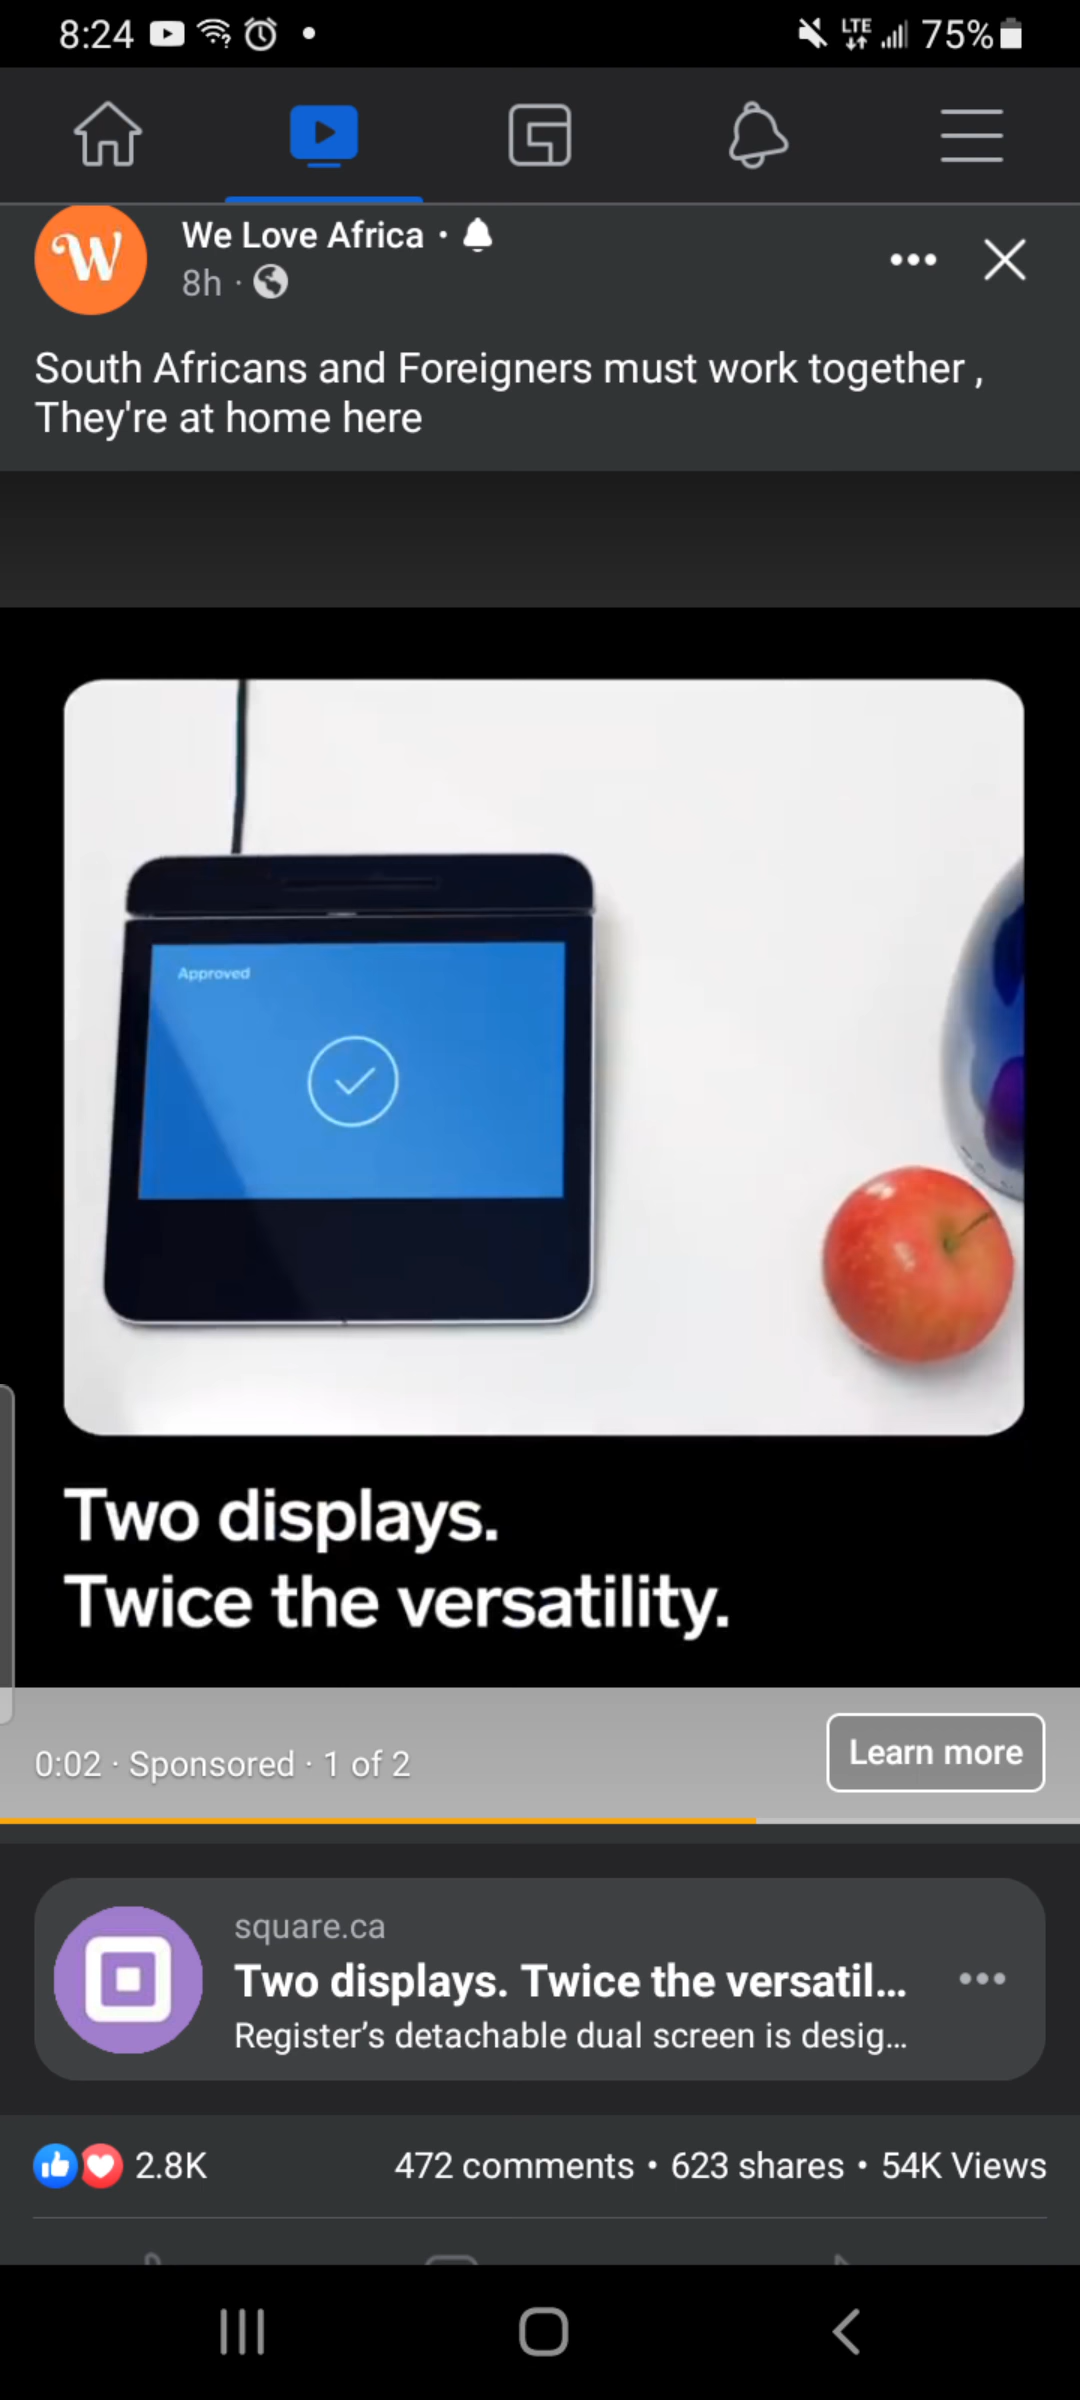 8:24
LTE
75%
W
We Love Africa ·
8h ·
South Africans and Foreigners must work together ,
They're at home here
Approved
Two displays.
Twice the versatility.
0:02 · Sponsored · 1 of 2
Learn more
square.ca
Two displays. Twice the versatil...
Register’s detachable dual screen is desig...
2.8K
472 comments • 623 shares • 54K Views